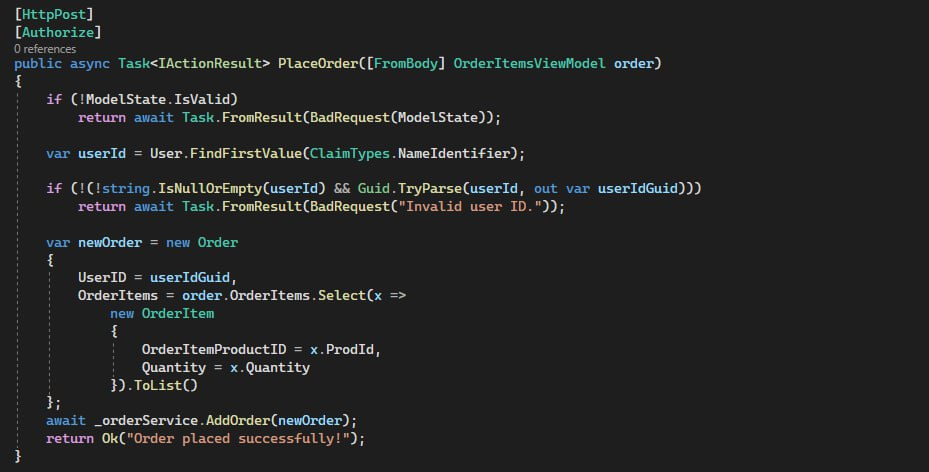 [HttpPost]
[Authorize]
0 references
public async Task<IActionResult> PlaceOrder([FromBody] OrderItemsViewModel order)
{
    if (!ModelState.IsValid)
        return await Task.FromResult(BadRequest(ModelState));

    var userId = User.FindFirstValue(ClaimTypes.NameIdentifier);

    if (!(!string.IsNullOrEmpty(userId) && Guid.TryParse(userId, out var userIdGuid)))
        return await Task.FromResult(BadRequest("Invalid user ID."));

    var newOrder = new Order
    {
        UserID = userIdGuid,
        OrderItems = order.OrderItems.Select(x =>
            new OrderItem
            {
                OrderItemProductID = x.ProdId,
                Quantity = x.Quantity
            }).ToList()
    };
    await _orderService.AddOrder(newOrder);
    return Ok("Order placed successfully!");
}